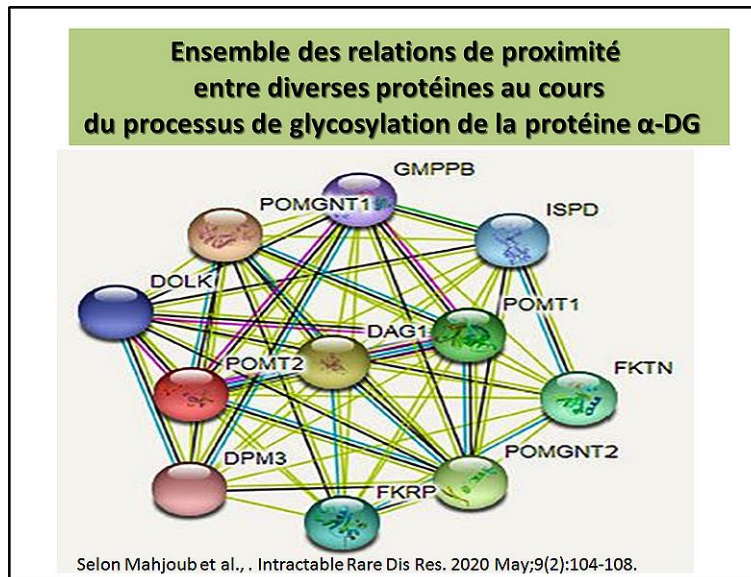 Ensemble des relations de proximité
entre diverses protéines au cours
du processus de glycosylation de la protéine α-DG
GMPPB
POMGNT1
ISPD
DOLK
POMT1
DAG1
POMT2
FKTN
POMGNT2
DPM3
FKRP
Selon Mahjoub et al., . Intractable Rare Dis Res. 2020 May;9(2):104-108.